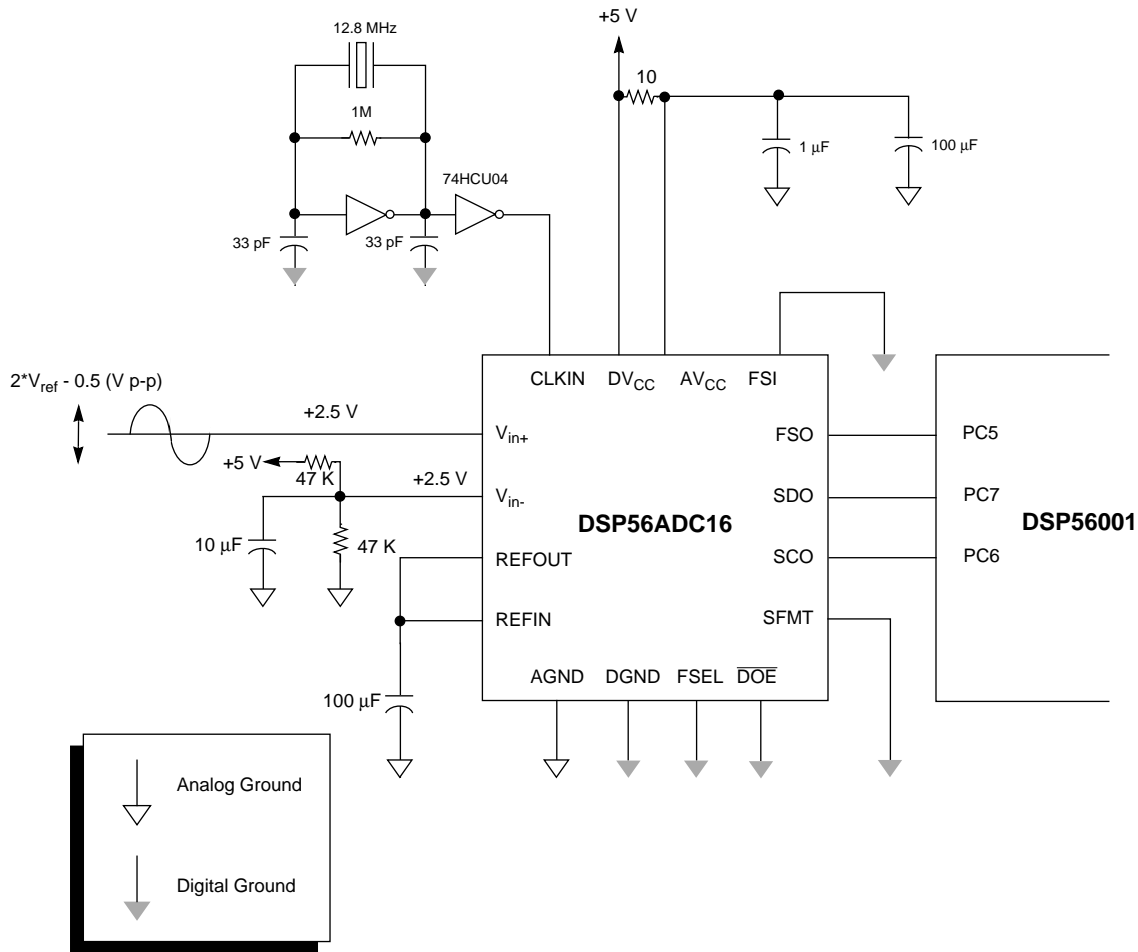 12.8 MHz
+5 V
10
1M
1 μF
100 μF
74HCU04
33 pF
33 pF
CLKIN
DVCC
AVCC
FSI
2*Vref - 0.5 (V p-p)
+2.5 V
Vin+
FSO
PC5
+5 V
47 K
+2.5 V
Vin-
SDO
PC7
DSP56ADC16
DSP56001
10 μF
47 K
REFOUT
SCO
PC6
REFIN
SFMT
AGND
DGND
FSEL
DOE
100 μF
Analog Ground
Digital Ground